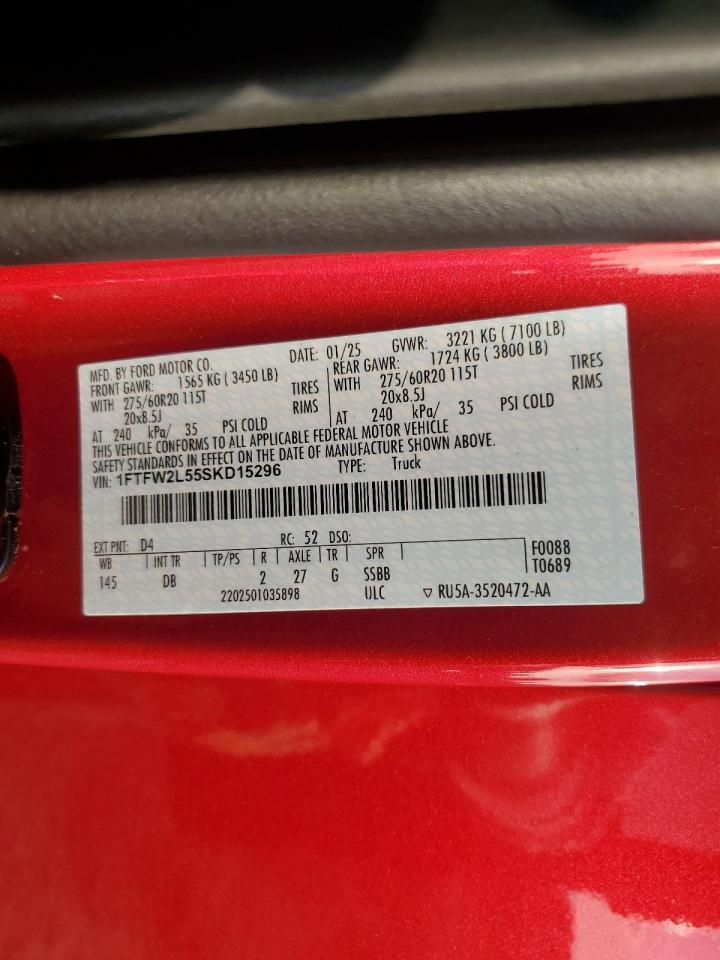 MFD. BY FORD MOTOR CO. DATE: 01/25 GVWR: 3221 KG ( 7100 LB)
FRONT GAWR: 1565 KG ( 3450 LB) REAR GAWR: 1724 KG ( 3800 LB)
WITH 275/60R20 115T TIRES WITH 275/60R20 115T TIRES
20x8.5J RIMS 20x8.5J RIMS
AT 240 kPa/ 35 PSI COLD AT 240 kPa/ 35 PSI COLD
THIS VEHICLE CONFORMS TO ALL APPLICABLE FEDERAL MOTOR VEHICLE
SAFETY STANDARDS IN EFFECT ON THE DATE OF MANUFACTURE SHOWN ABOVE.
VIN: 1FTFW2L55SKD15296 TYPE: Truck
EXT PNT: D4 RC: 52 DSO: F0088
WB INT TR TP/PS R AXLE TR SPR T0689
145 DB 2 27 G SSBB
2202501035898 ULC ▽ RU5A-3520472-AA